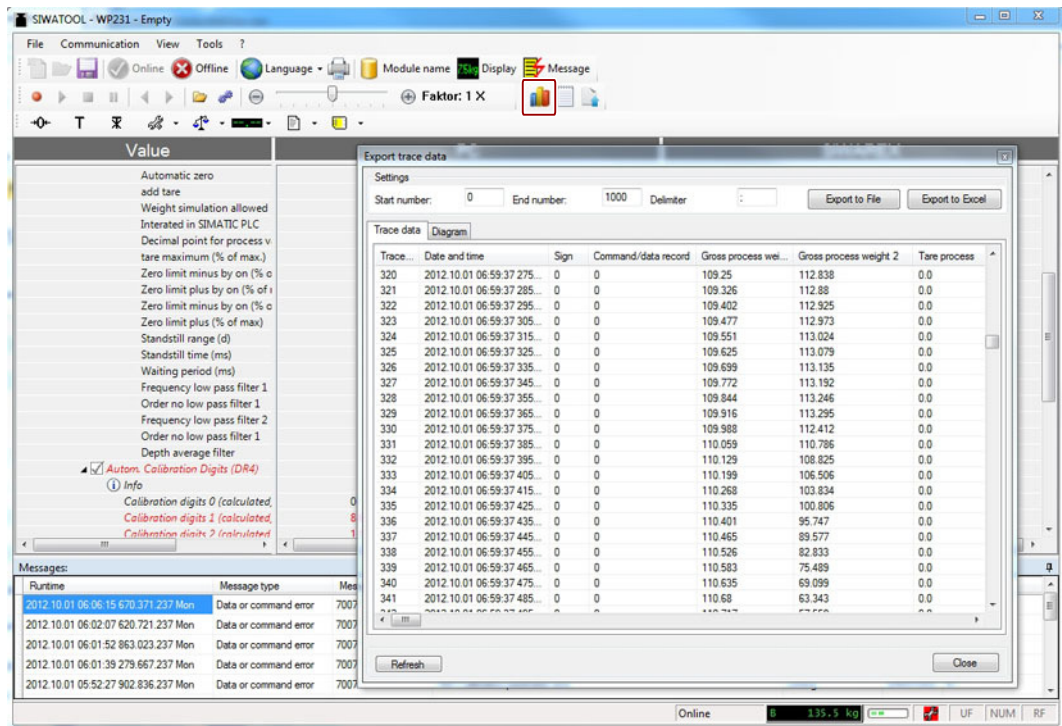 SIWATOOL - WP231 - Empty
File Communication View Tools ?
Online Offline Language Module name 75kg Display Message
Faktor: 1 X
T
Value
Automatic zero
add tare
Weight simulation allowed
Interated in SIMATIC PLC
Decimal point for process v
tare maximum (% of max.)
Zero limit minus by on (% o
Zero limit plus by on (% of
Zero limit minus by on (% o
Zero limit plus (% of max)
Standstill range (d)
Standstill time (ms)
Waiting period (ms)
Frequency low pass filter 1
Order no low pass filter 1
Frequency low pass filter 2
Order no low pass filter 1
Depth average filter
Autom. Calibration Digits (DR4)
Info
Calibration digits 0 (calculated, 0
Calibration digits 1 (calculated, 8
Calibration digits 2 (calculated 1
Export trace data
Settings
Start number: 0 End number: 1000 Delimiter : Export to File Export to Excel
Trace data Diagram
Trace... Date and time Sign Command/data record Gross process wei... Gross process weight 2 Tare process
320 2012.10.01 06:59:37 275... 0 0 109.25 112.838 0.0
321 2012.10.01 06:59:37 285... 0 0 109.326 112.88 0.0
322 2012.10.01 06:59:37 295... 0 0 109.402 112.925 0.0
323 2012.10.01 06:59:37 305... 0 0 109.477 112.973 0.0
324 2012.10.01 06:59:37 315... 0 0 109.551 113.024 0.0
325 2012.10.01 06:59:37 325... 0 0 109.625 113.079 0.0
326 2012.10.01 06:59:37 335... 0 0 109.699 113.135 0.0
327 2012.10.01 06:59:37 345... 0 0 109.772 113.192 0.0
328 2012.10.01 06:59:37 355... 0 0 109.844 113.246 0.0
329 2012.10.01 06:59:37 365... 0 0 109.916 113.295 0.0
330 2012.10.01 06:59:37 375... 0 0 109.988 112.412 0.0
331 2012.10.01 06:59:37 385... 0 0 110.059 110.786 0.0
332 2012.10.01 06:59:37 395... 0 0 110.129 108.825 0.0
333 2012.10.01 06:59:37 405... 0 0 110.199 106.506 0.0
334 2012.10.01 06:59:37 415... 0 0 110.268 103.834 0.0
335 2012.10.01 06:59:37 425... 0 0 110.335 100.806 0.0
336 2012.10.01 06:59:37 435... 0 0 110.401 95.747 0.0
337 2012.10.01 06:59:37 445... 0 0 110.465 89.577 0.0
338 2012.10.01 06:59:37 455... 0 0 110.526 82.833 0.0
339 2012.10.01 06:59:37 465... 0 0 110.583 75.489 0.0
340 2012.10.01 06:59:37 475... 0 0 110.635 69.099 0.0
341 2012.10.01 06:59:37 485... 0 0 110.68 63.343 0.0
Refresh Close
Messages:
Runtime Message type Mes
2012.10.01 06:06:15 670.371.237 Mon Data or command error 7007
2012.10.01 06:02:07 620.721.237 Mon Data or command error 7007
2012.10.01 06:01:52 863.023.237 Mon Data or command error 7007
2012.10.01 06:01:39 279.667.237 Mon Data or command error 7007
2012.10.01 05:52:27 902.836.237 Mon Data or command error 7007
Online B 135.5 kg UF NUM RF